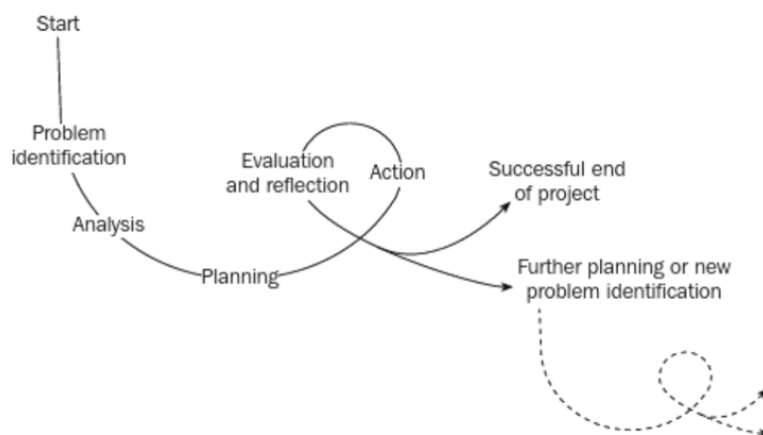 Start
Problem
identification
Analysis
Planning
Evaluation
and reflection
Action
Successful end
of project
Further planning or new
problem identification